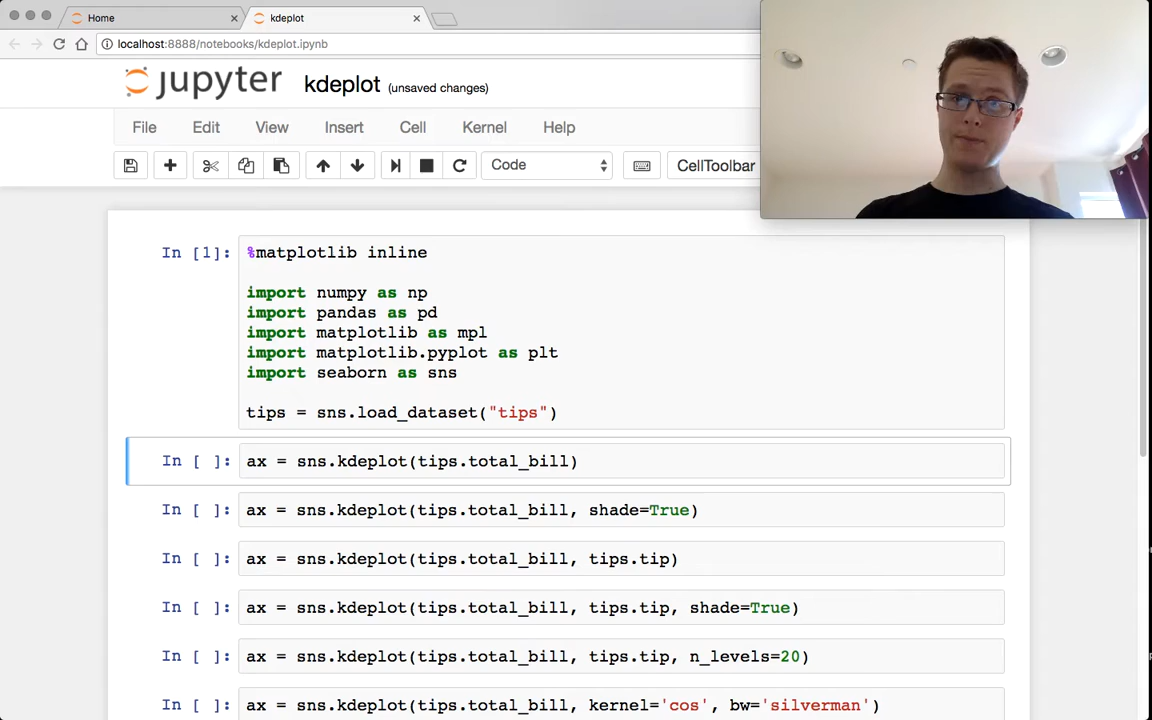 Home
kdeplot
localhost:8888/notebooks/kdeplot.ipynb
jupyter kdeplot (unsaved changes)
File Edit View Insert Cell Kernel Help
Code CellToolbar
In [1]: %matplotlib inline
import numpy as np
import pandas as pd
import matplotlib as mpl
import matplotlib.pyplot as plt
import seaborn as sns
tips = sns.load_dataset("tips")
In [ ]: ax = sns.kdeplot(tips.total_bill)
In [ ]: ax = sns.kdeplot(tips.total_bill, shade=True)
In [ ]: ax = sns.kdeplot(tips.total_bill, tips.tip)
In [ ]: ax = sns.kdeplot(tips.total_bill, tips.tip, shade=True)
In [ ]: ax = sns.kdeplot(tips.total_bill, tips.tip, n_levels=20)
In [ ]: ax = sns.kdeplot(tips.total_bill, kernel='cos', bw='silverman')